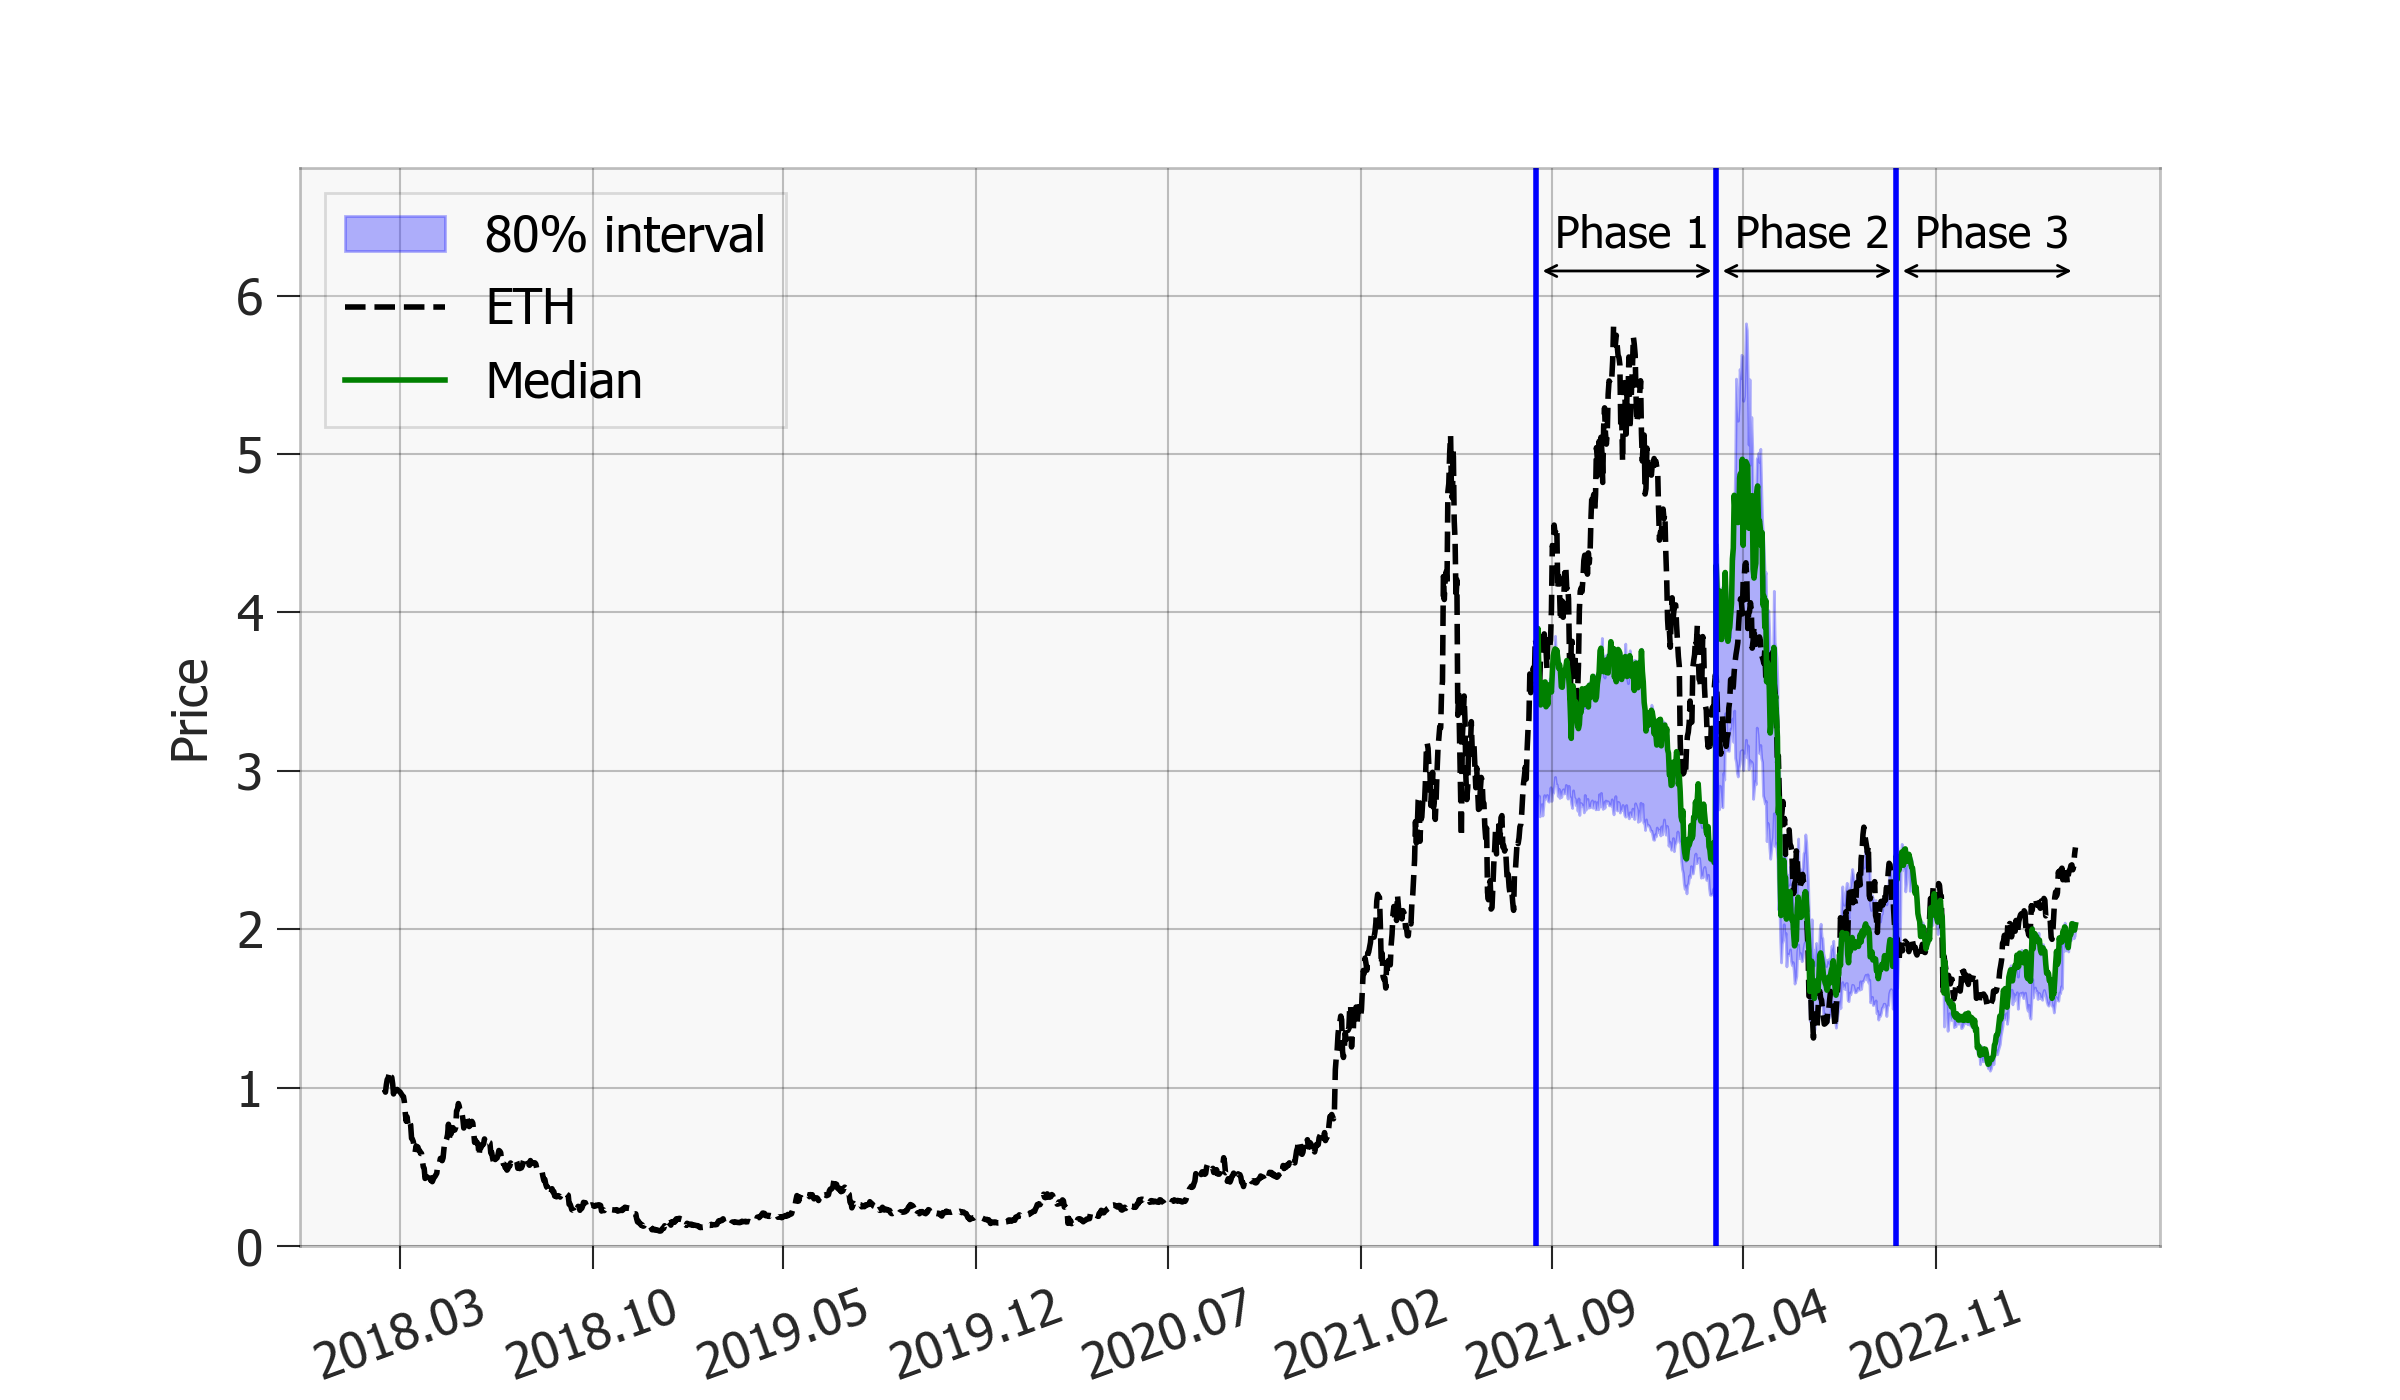 80% interval
ETH
Median
Phase 1
Phase 2
Phase 3
6
5
4
3
2
1
0
Price
2018.03
2018.10
2019.05
2019.12
2020.07
2021.02
2021.09
2022.04
2022.11